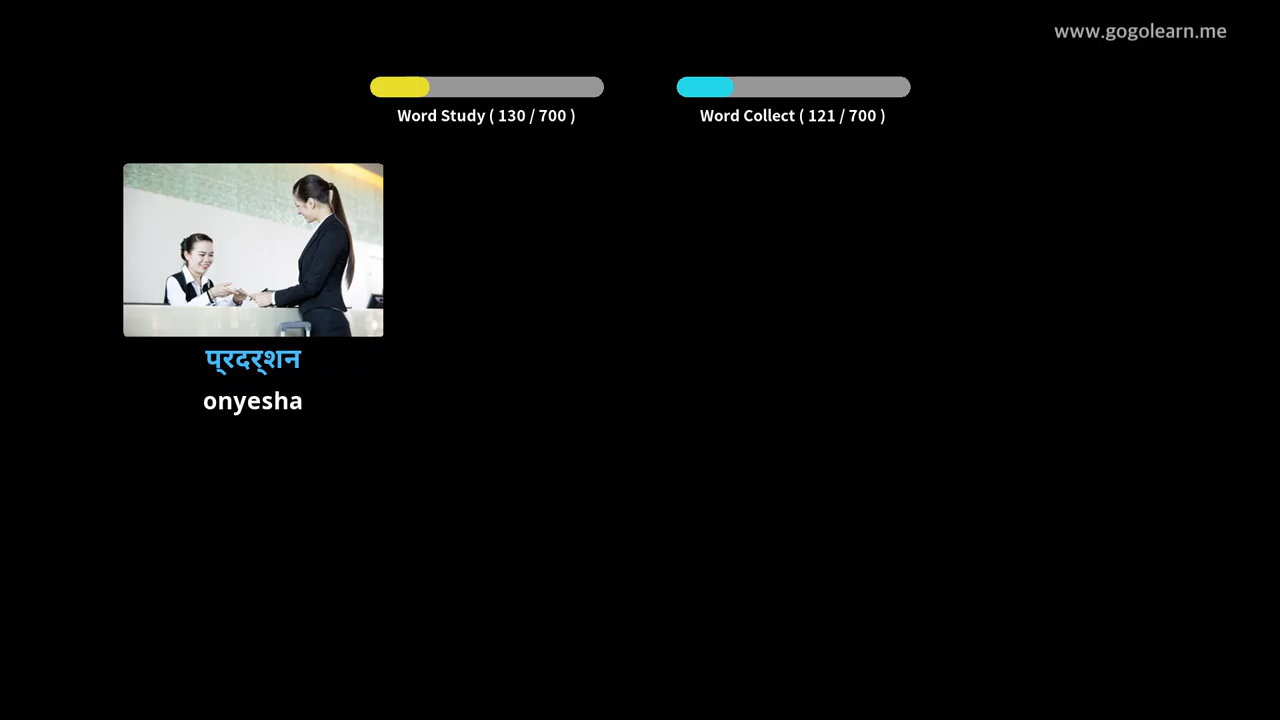 www.gogolearn.me
Word Study ( 130 / 700 )
Word Collect ( 121 / 700 )
प्रदर्शन
onyesha